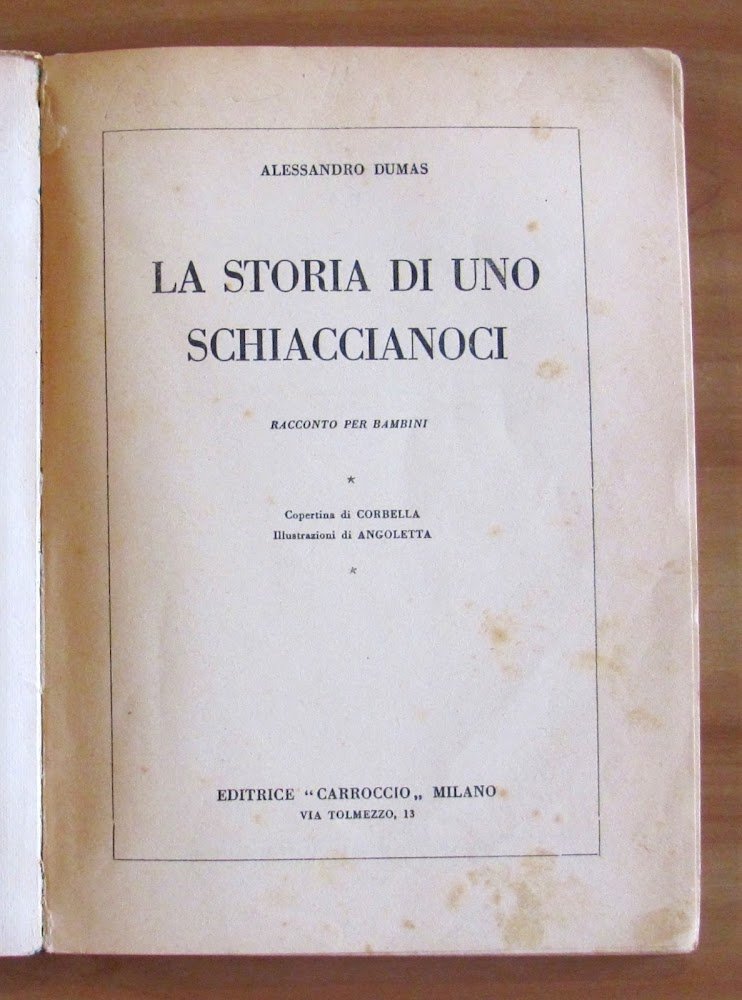 ALESSANDRO DUMAS
LA STORIA DI UNO
SCHIACCIANOCI
RACCONTO PER BAMBINI
*
Copertina di CORBELLA
Illustrazioni di ANGOLETTA
*
EDITRICE “CARROCCIO„ MILANO
VIA TOLMEZZO, 13